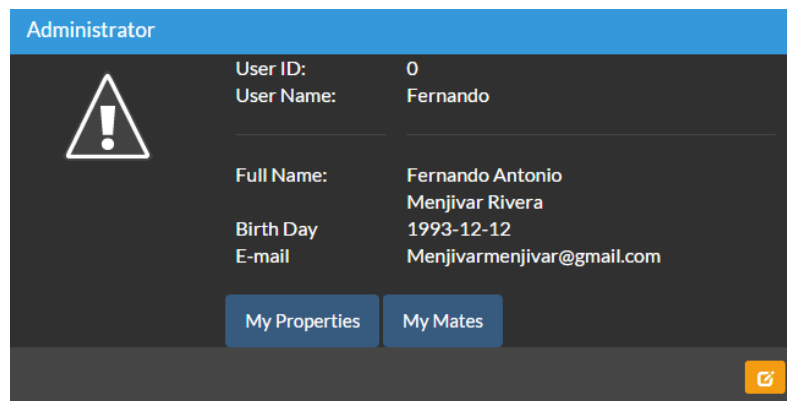 Administrator
User ID: 0
User Name: Fernando
Full Name: Fernando Antonio
Menjivar Rivera
Birth Day 1993-12-12
E-mail Menjivarmenjivar@gmail.com
My Properties My Mates